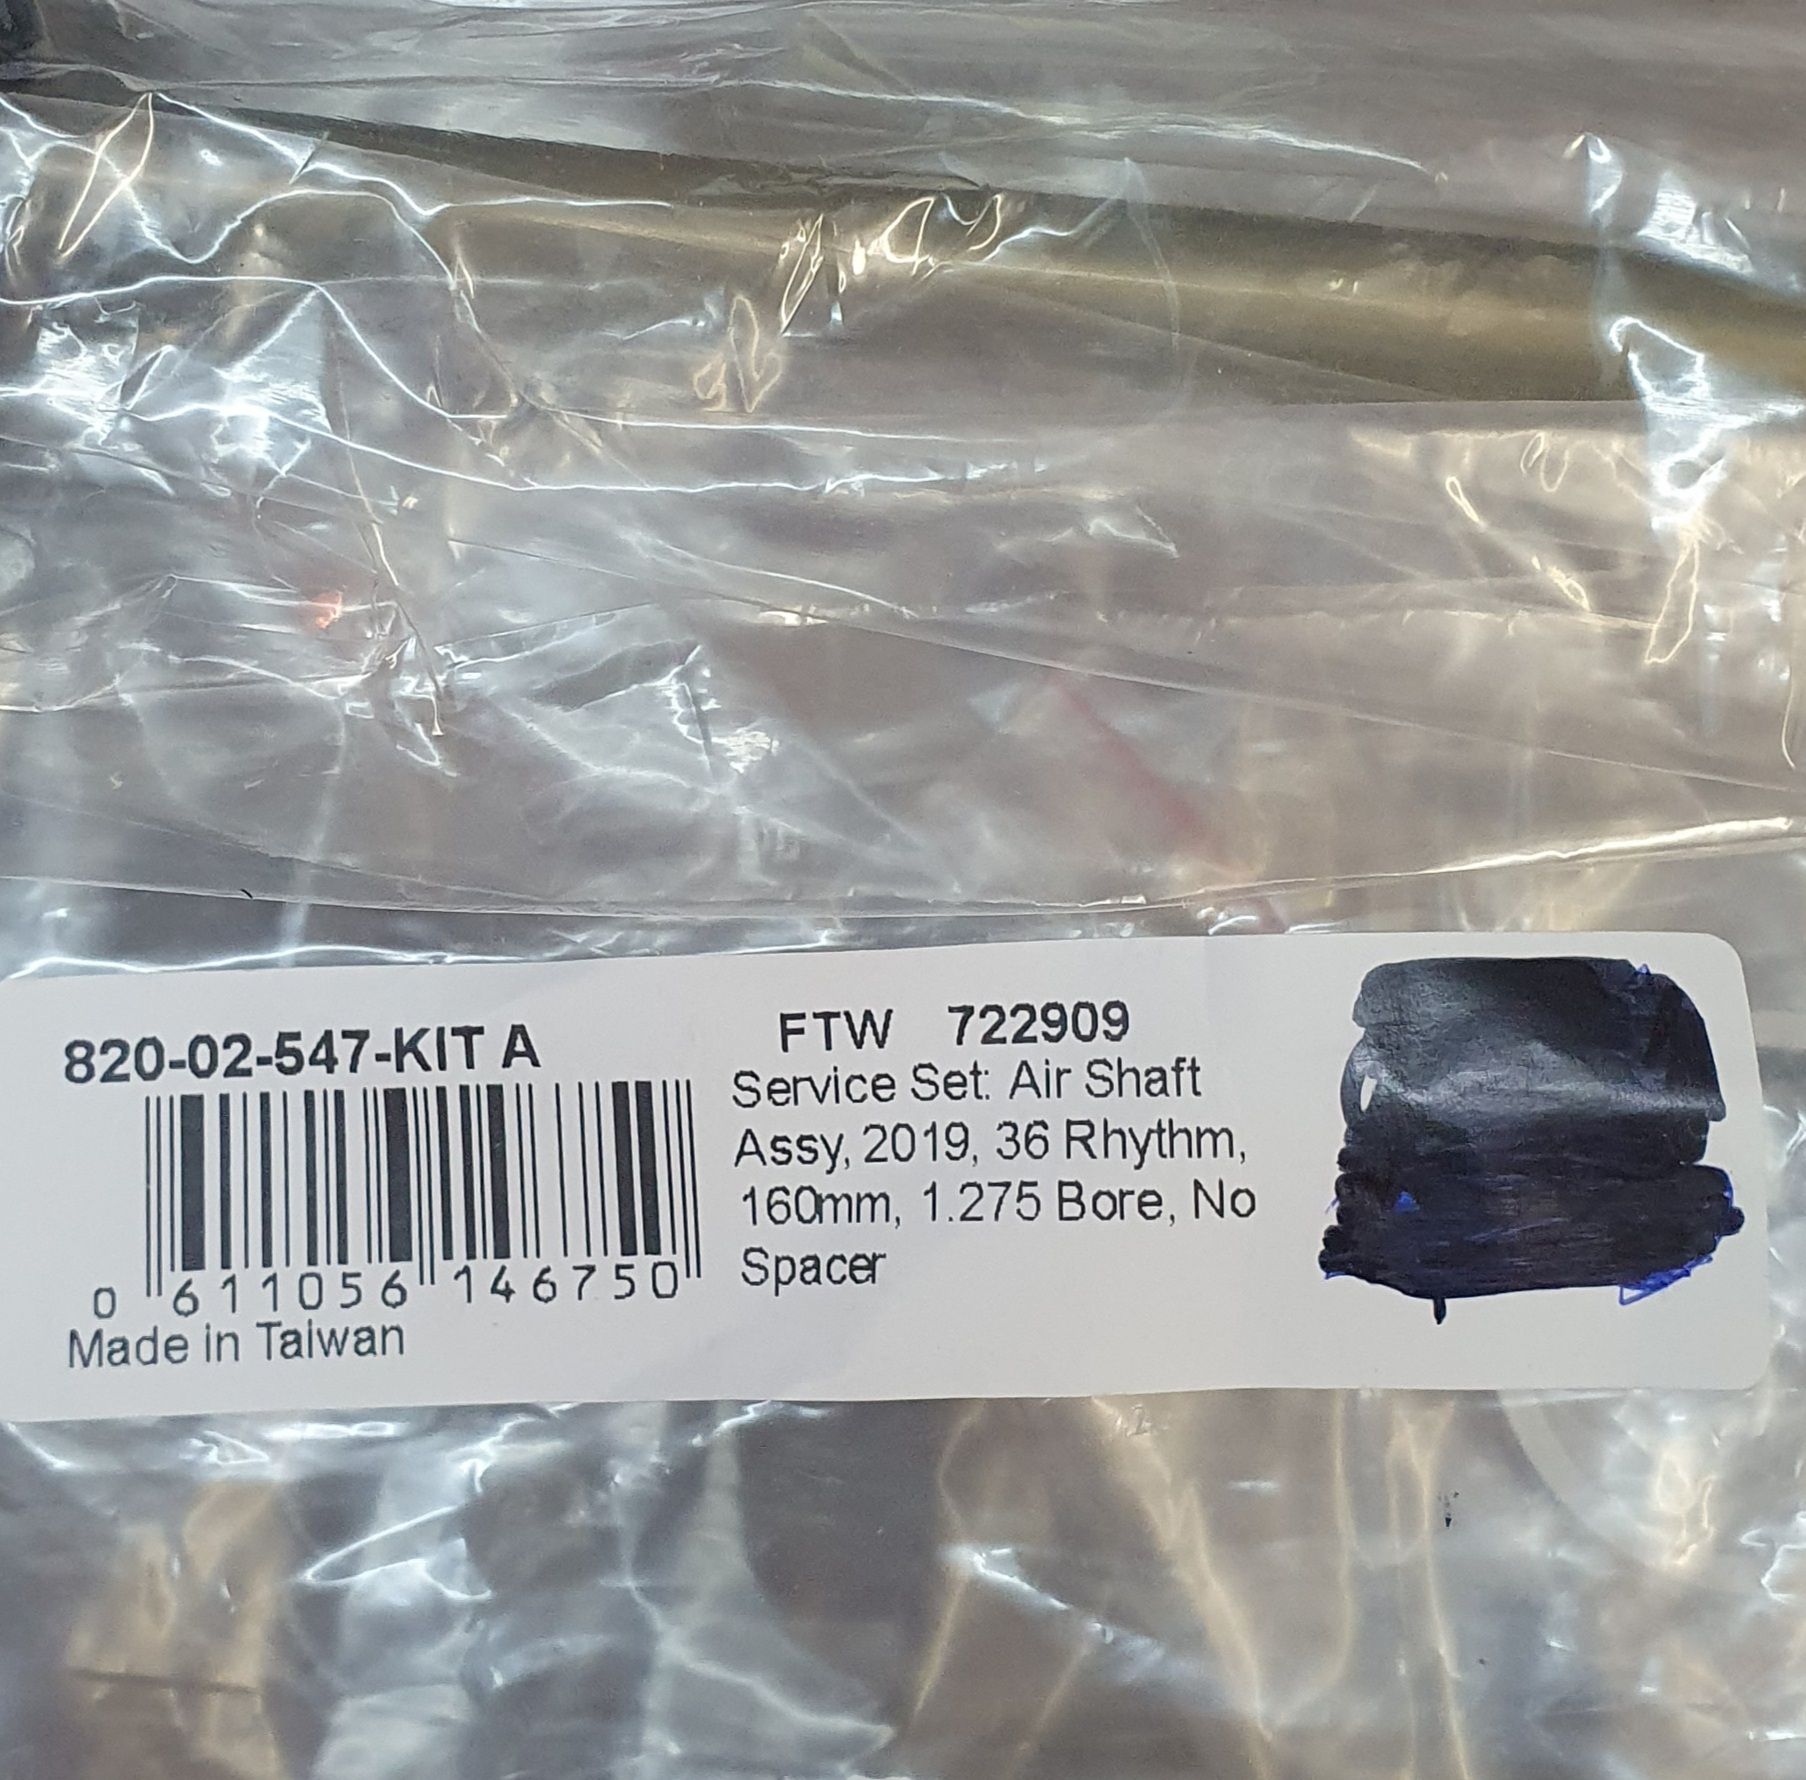 820-02-547-KIT A
0 611056 146750
Made in Taiwan
FTW 722909
Service Set: Air Shaft
Assy, 2019, 36 Rhythm,
160mm, 1.275 Bore, No
Spacer